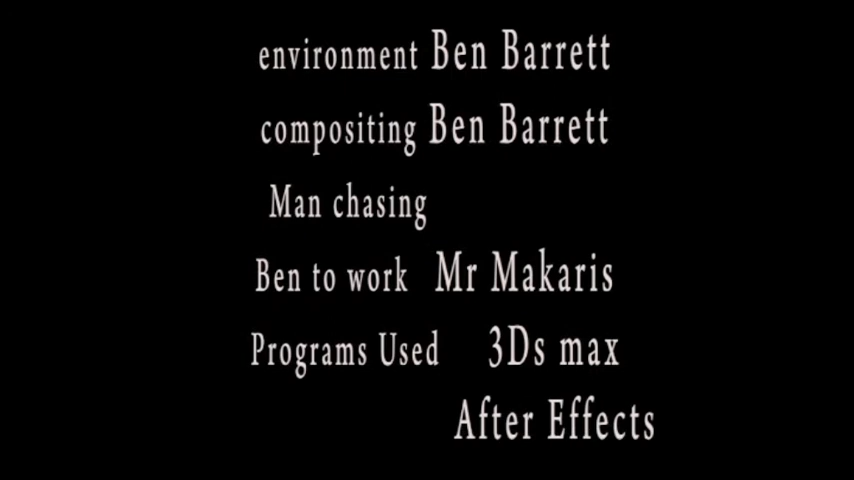 environment Ben Barrett
compositing Ben Barrett
Man chasing
Ben to work Mr Makaris
Programs Used 3Ds max
After Effects